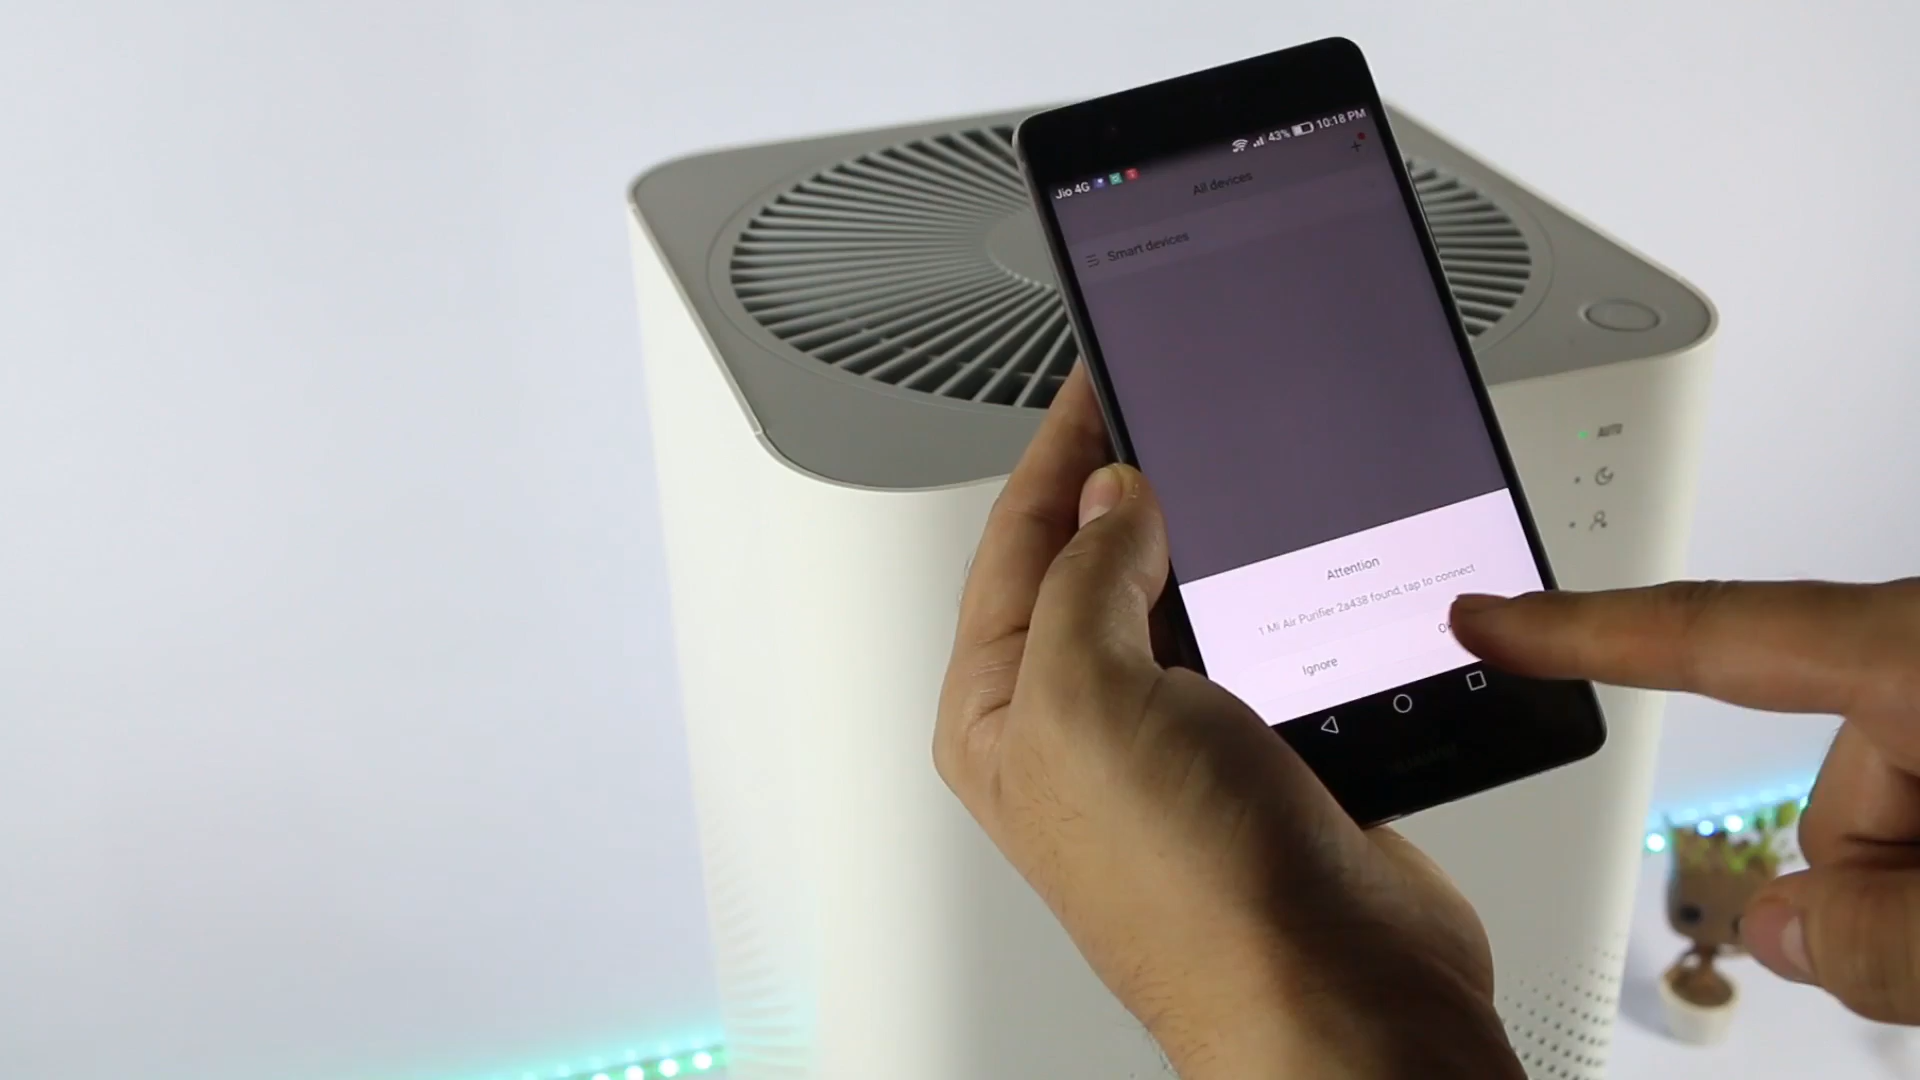 Jio 4G 43% 10:18 PM
All devices
Smart devices
Attention
1 Mi Air Purifier 2a438 found, tap to connect
Ignore
AUTO